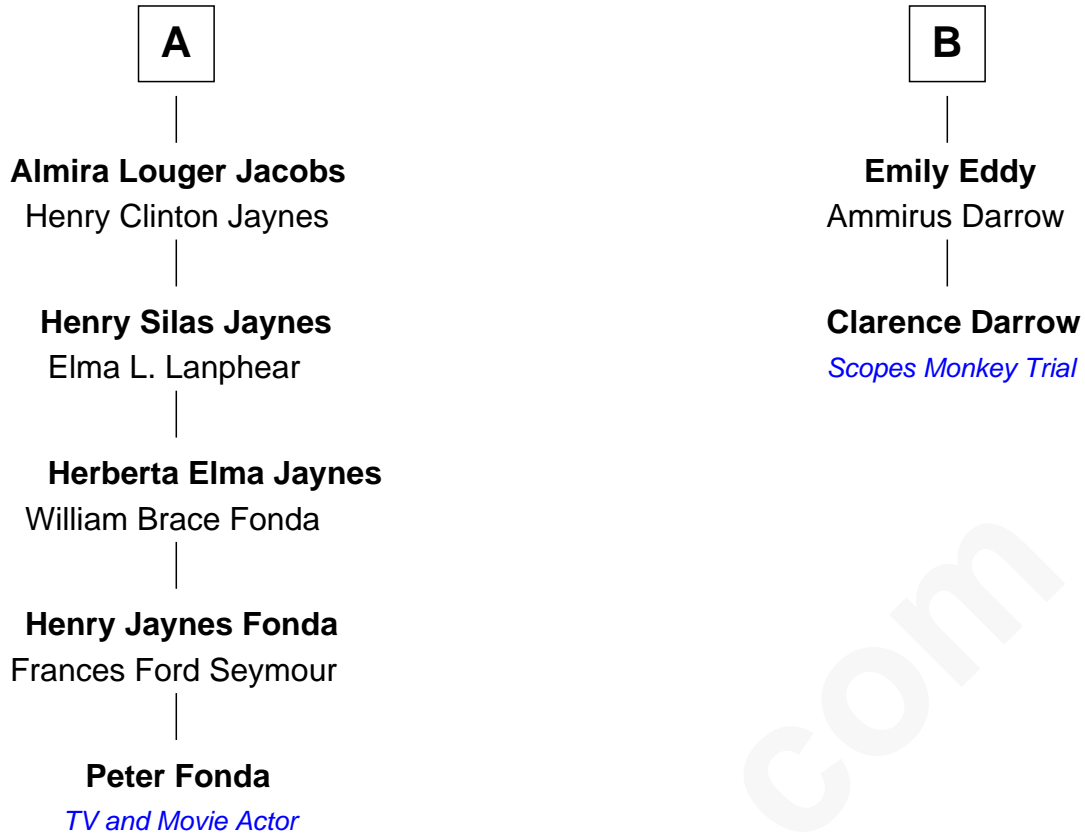 A
Almira Louger Jacobs
Henry Clinton Jaynes
Henry Silas Jaynes
Elma L. Lanphear
Herberta Elma Jaynes
William Brace Fonda
Henry Jaynes Fonda
Frances Ford Seymour
Peter Fonda
TV and Movie Actor
B
Emily Eddy
Ammirus Darrow
Clarence Darrow
Scopes Monkey Trial
com